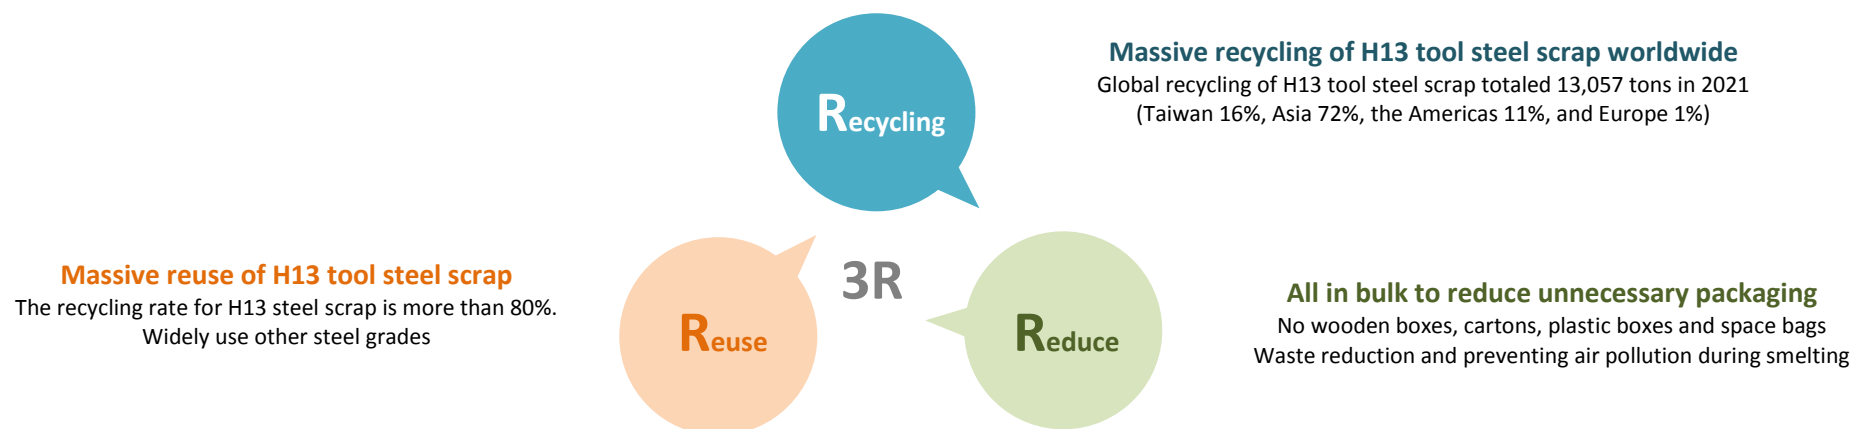 Recycling
Massive recycling of H13 tool steel scrap worldwide
Global recycling of H13 tool steel scrap totaled 13,057 tons in 2021
(Taiwan 16%, Asia 72%, the Americas 11%, and Europe 1%)
Massive reuse of H13 tool steel scrap
The recycling rate for H13 steel scrap is more than 80%.
Widely use other steel grades
Reuse
3R
Reduce
All in bulk to reduce unnecessary packaging
No wooden boxes, cartons, plastic boxes and space bags
Waste reduction and preventing air pollution during smelting